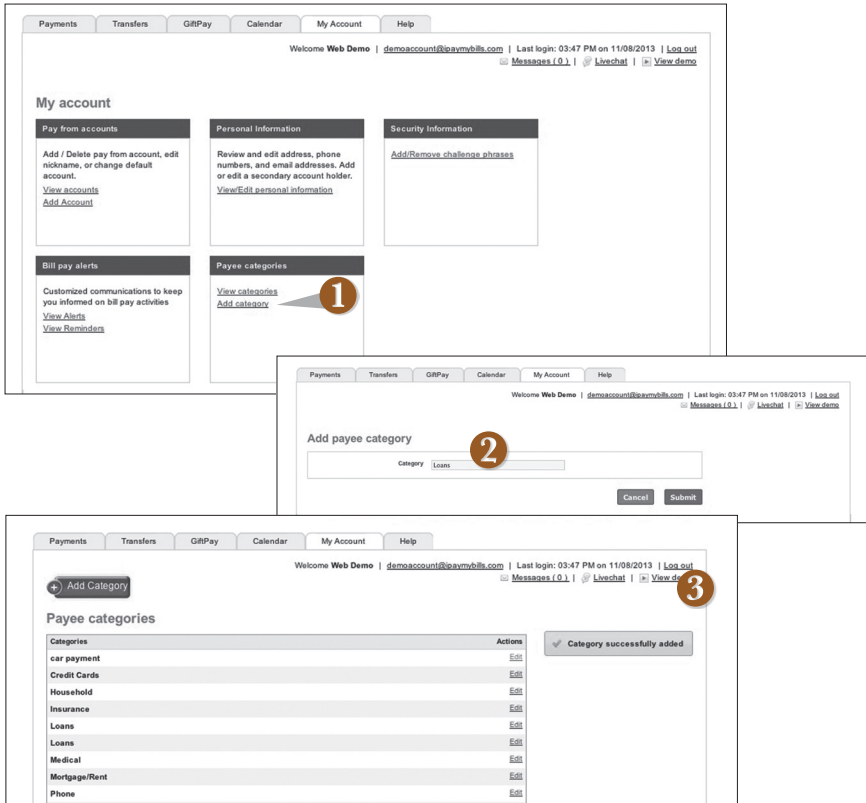 Payments Transfers GiftPay Calendar My Account Help
Welcome Web Demo | demoaccount@ipaymybills.com | Last login: 03:47 PM on 11/08/2013 | Log out
Messages ( 0 ) | Livechat | View demo
My account
Pay from accounts
Add / Delete pay from account, edit
nickname, or change default
account.
View accounts
Add Account
Personal Information
Review and edit address, phone
numbers, and email addresses. Add
or edit a secondary account holder.
View/Edit personal information
Security Information
Add/Remove challenge phrases
Bill pay alerts
Customized communications to keep
you informed on bill pay activities
View Alerts
View Reminders
Payee categories
View categories
Add category
1
Payments Transfers GiftPay Calendar My Account Help
Welcome Web Demo | demoaccount@ipaymybills.com | Last login: 03:47 PM on 11/08/2013 | Log out
Messages ( 0 ) | Livechat | View demo
Add payee category
2
Category Loans
Cancel Submit
Payments Transfers GiftPay Calendar My Account Help
Welcome Web Demo | demoaccount@ipaymybills.com | Last login: 03:47 PM on 11/08/2013 | Log out
Messages ( 0 ) | Livechat | View
3
Add Category
Payee categories
Categories Actions
car payment Edit
Credit Cards Edit
Household Edit
Insurance Edit
Loans Edit
Loans Edit
Medical Edit
Mortgage/Rent Edit
Phone Edit
Category successfully added